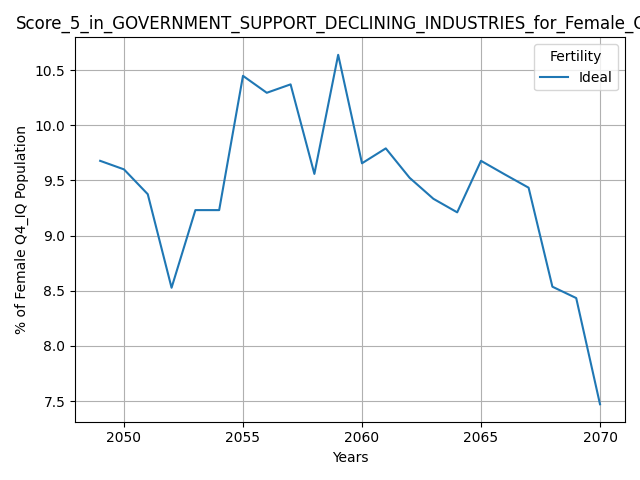 Score_5_in_GOVERNMENT_SUPPORT_DECLINING_INDUSTRIES_for_Female_
% of Female Q4_IQ Population
10.5
10.0
9.5
9.0
8.5
8.0
7.5
Fertility
Ideal
2050 2055 2060 2065 2070
Years